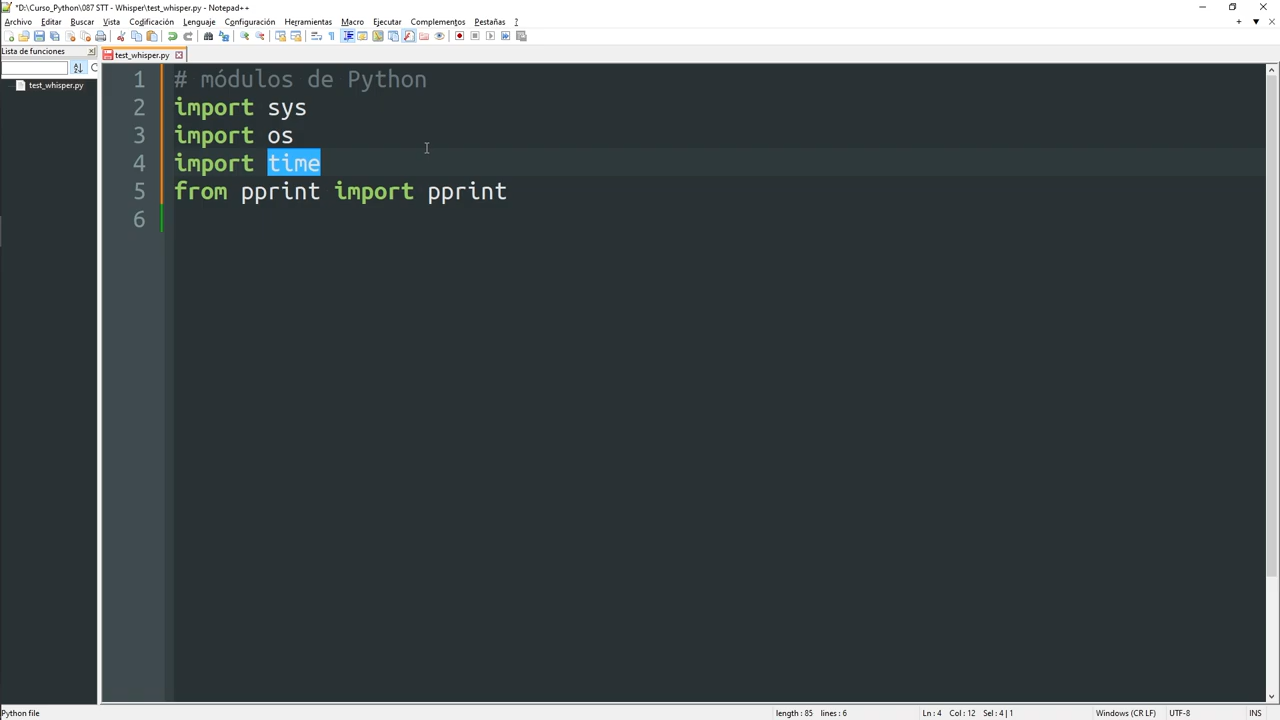 *D:\Curso_Python\087 STT - Whisper\test_whisper.py - Notepad++
Archivo Editar Buscar Vista Codificación Lenguaje Configuración Herramientas Macro Ejecutar Complementos Pestañas ?
Lista de funciones
test_whisper.py
test_whisper.py
1 # módulos de Python
2 import sys
3 import os
4 import time
5 from pprint import pprint
6
Python file length : 85 lines : 6 Ln : 4 Col : 12 Sel : 4 | 1 Windows (CR LF) UTF-8 INS